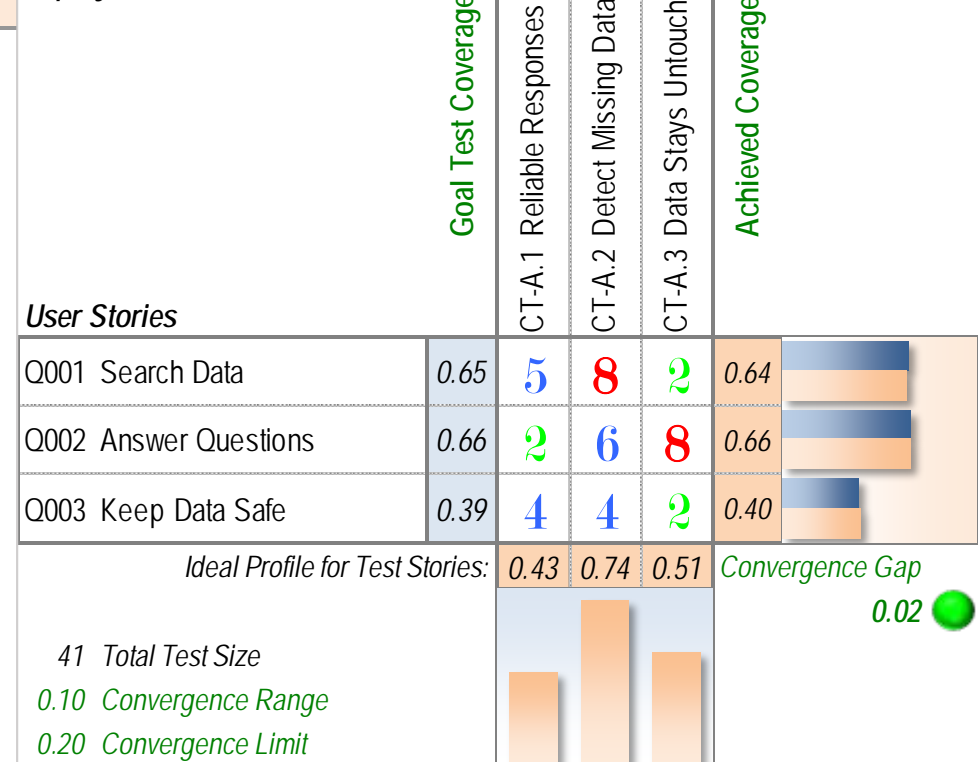 Goal Test Coverage
CT-A.1 Reliable Responses
CT-A.2 Detect Missing Data
CT-A.3 Data Stays Untouch
Achieved Coverage
User Stories
Q001 Search Data 0.65 5 8 2 0.64
Q002 Answer Questions 0.66 2 6 8 0.66
Q003 Keep Data Safe 0.39 4 4 2 0.40
Ideal Profile for Test Stories: 0.43 0.74 0.51 Convergence Gap
0.02
41 Total Test Size
0.10 Convergence Range
0.20 Convergence Limit